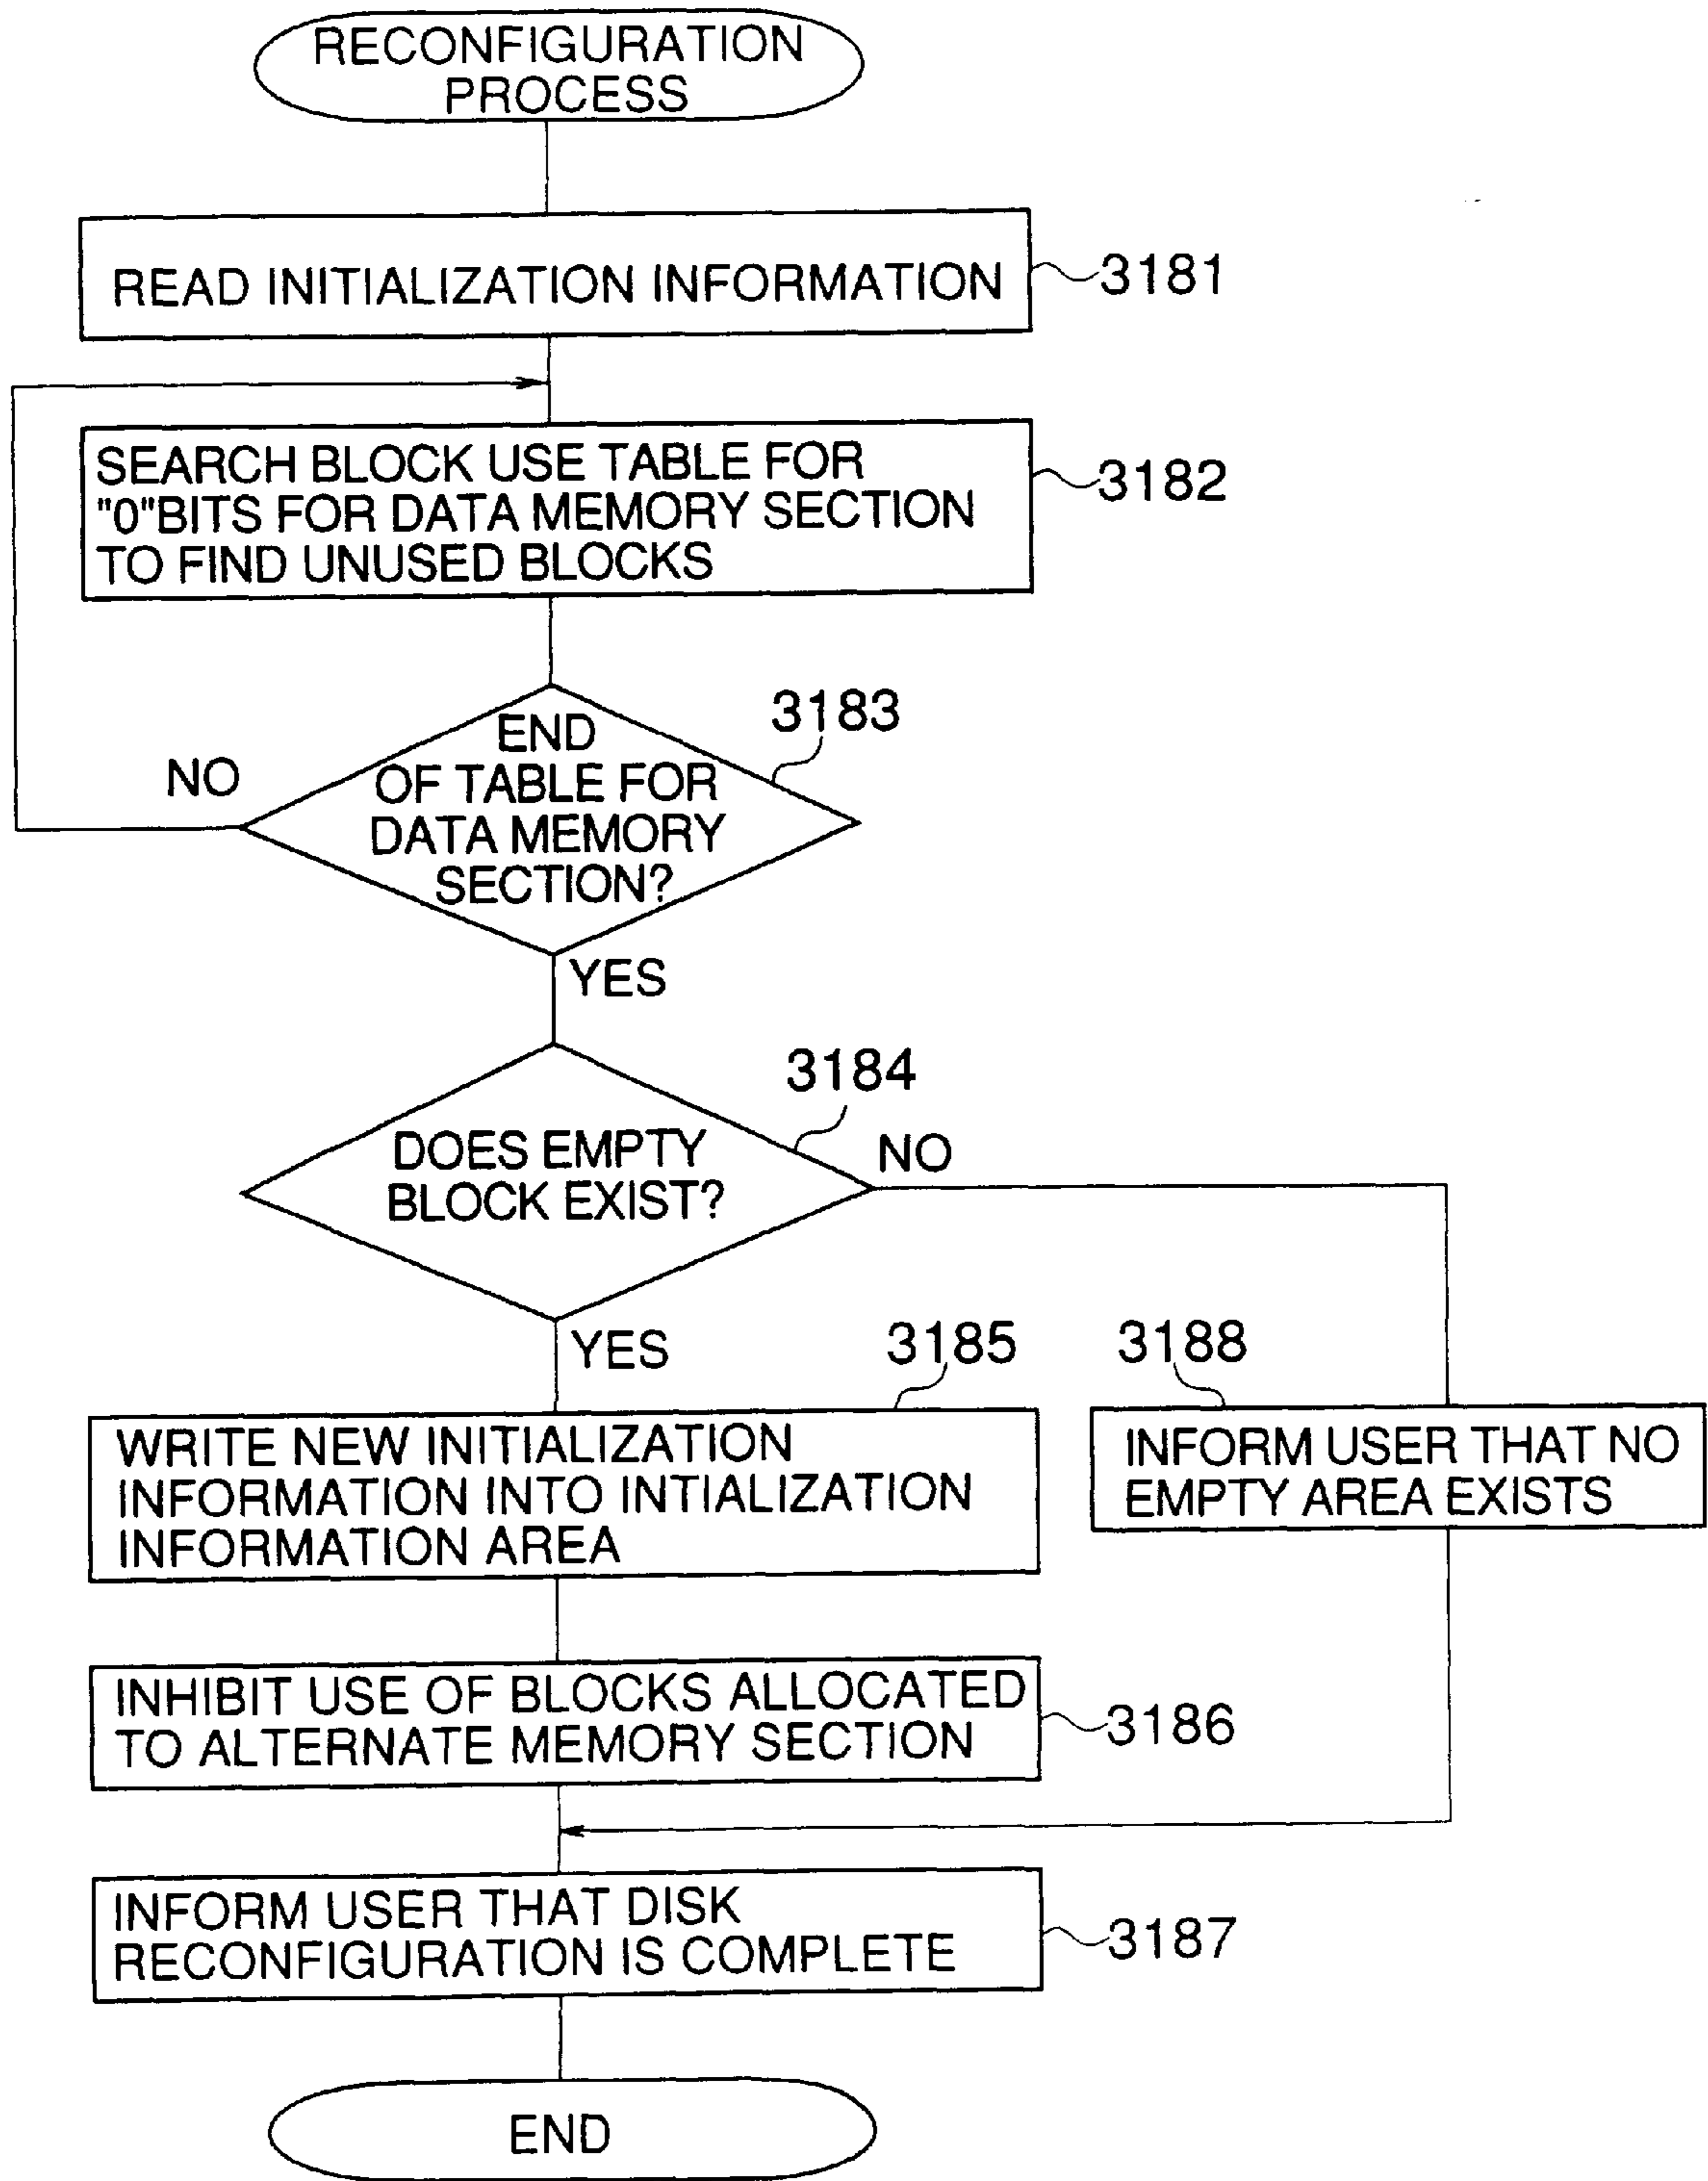 RECONFIGURATION
PROCESS
READ INITIALIZATION INFORMATION
3181
SEARCH BLOCK USE TABLE FOR
"0"BITS FOR DATA MEMORY SECTION
TO FIND UNUSED BLOCKS
3182
3183
END
OF TABLE FOR
DATA MEMORY
SECTION?
NO
YES
3184
DOES EMPTY
BLOCK EXIST?
NO
YES
3185
WRITE NEW INITIALIZATION
INFORMATION INTO INTIALIZATION
INFORMATION AREA
3188
INFORM USER THAT NO
EMPTY AREA EXISTS
INHIBIT USE OF BLOCKS ALLOCATED
TO ALTERNATE MEMORY SECTION
3186
INFORM USER THAT DISK
RECONFIGURATION IS COMPLETE
3187
END